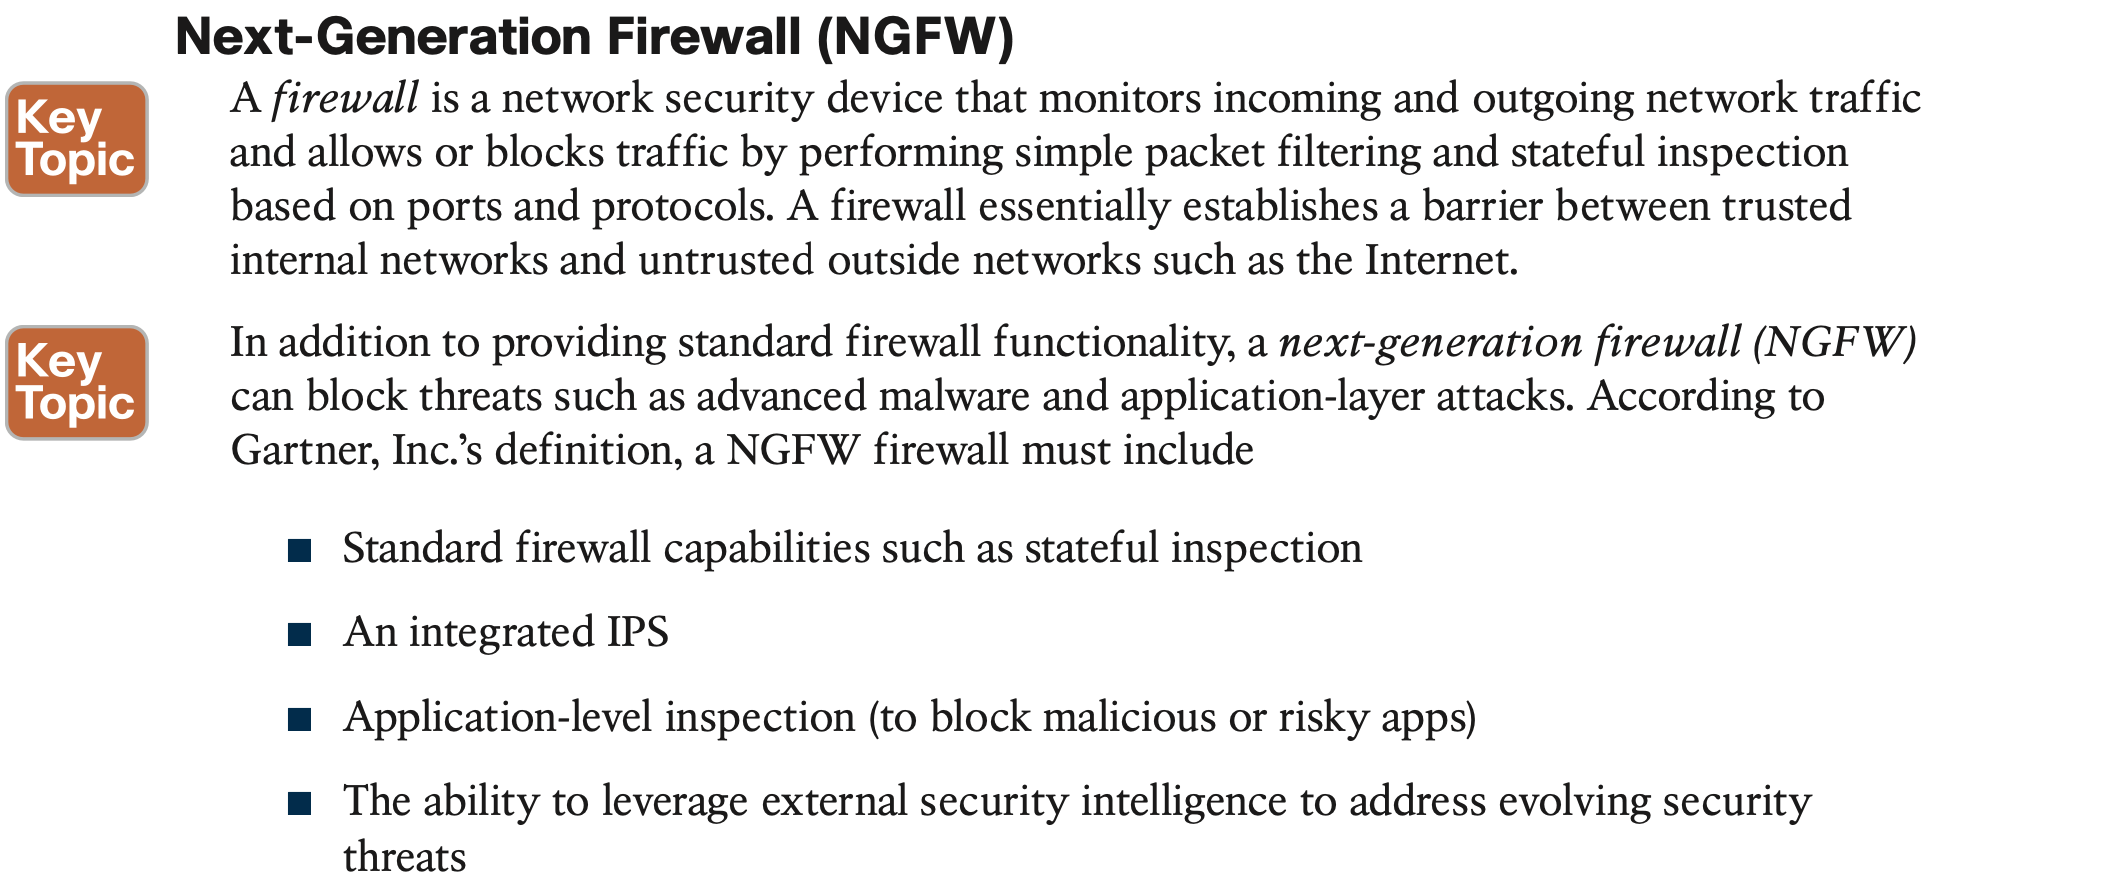 Next-Generation Firewall (NGFW)
Key
Topic
A firewall is a network security device that monitors incoming and outgoing network traffic
and allows or blocks traffic by performing simple packet filtering and stateful inspection
based on ports and protocols. A firewall essentially establishes a barrier between trusted
internal networks and untrusted outside networks such as the Internet.
Key
Topic
In addition to providing standard firewall functionality, a next-generation firewall (NGFW)
can block threats such as advanced malware and application-layer attacks. According to
Gartner, Inc.’s definition, a NGFW firewall must include
■ Standard firewall capabilities such as stateful inspection
■ An integrated IPS
■ Application-level inspection (to block malicious or risky apps)
■ The ability to leverage external security intelligence to address evolving security
threats